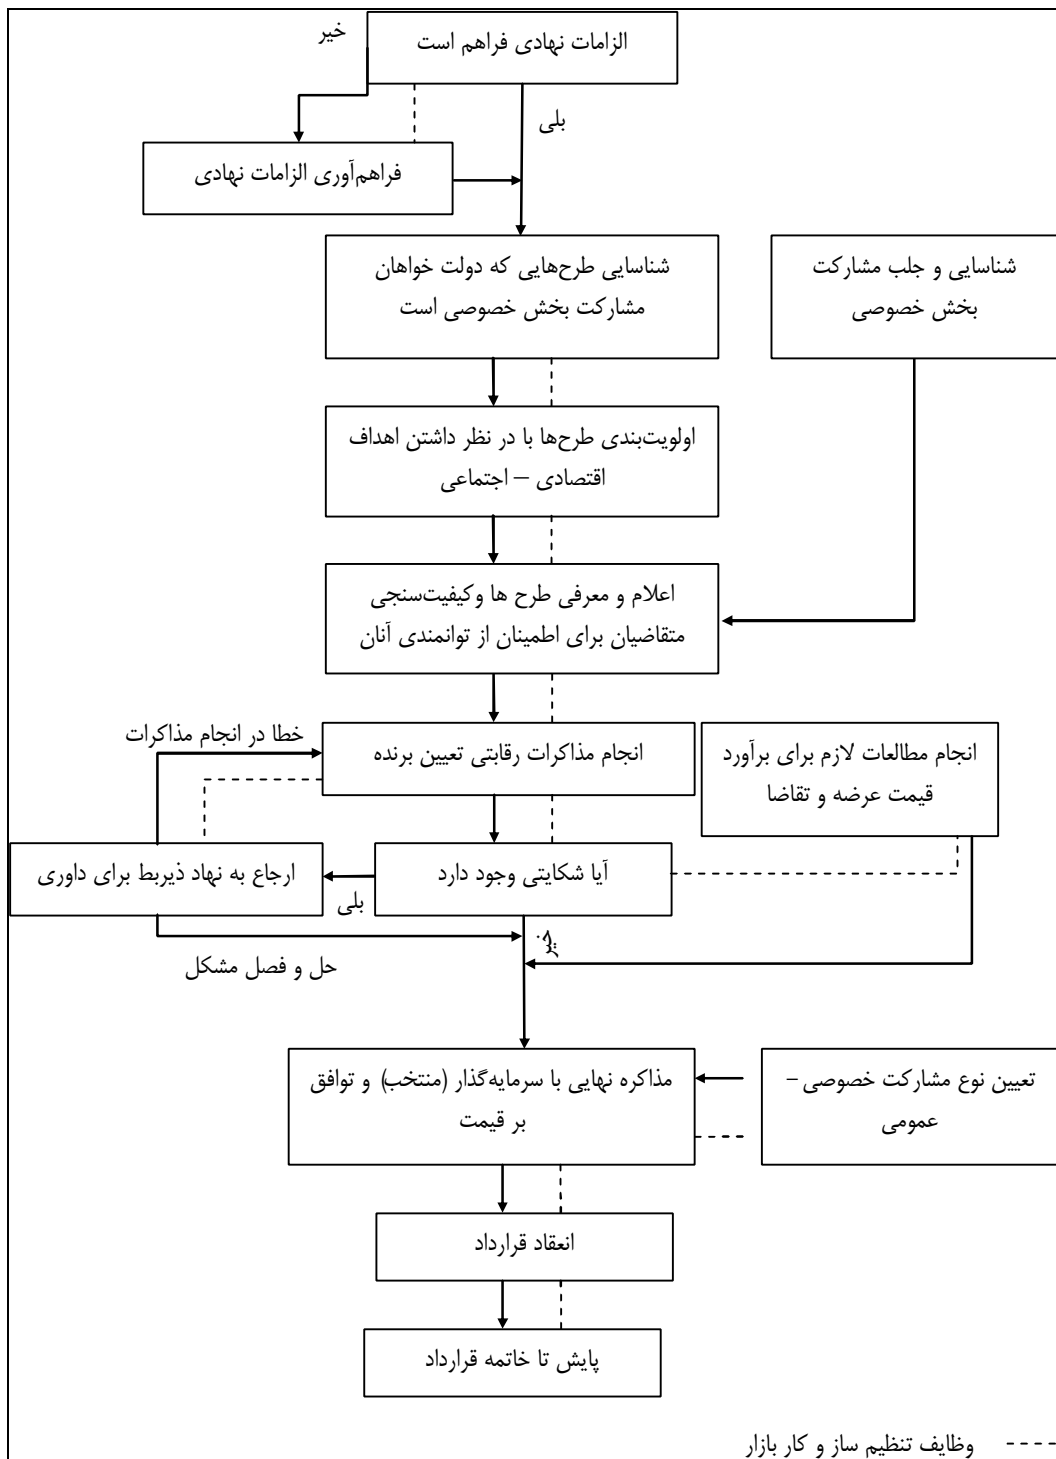 الزامات نهادی فراهم است
خیر
بلی
فراهم‌آوری الزامات نهادی
شناسایی و جلب مشارکت
بخش خصوصی
شناسایی طرح‌هایی که دولت خواهان
مشارکت بخش خصوصی است
اولویت‌بندی طرح‌ها با در نظر داشتن اهداف
اقتصادی – اجتماعی
اعلام و معرفی طرح ها وکیفیت‌سنجی
متقاضیان برای اطمینان از توانمندی آنان
انجام مطالعات لازم برای برآورد
قیمت عرضه و تقاضا
انجام مذاکرات رقابتی تعیین برنده
خطا در انجام مذاکرات
آیا شکایتی وجود دارد
بلی
ارجاع به نهاد ذیربط برای داوری
خیر
حل و فصل مشکل
تعیین نوع مشارکت خصوصی –
عمومی
مذاکره نهایی با سرمایه‌گذار (منتخب) و توافق
بر قیمت
انعقاد قرارداد
پایش تا خاتمه قرارداد
---- وظایف تنظیم ساز و کار بازار